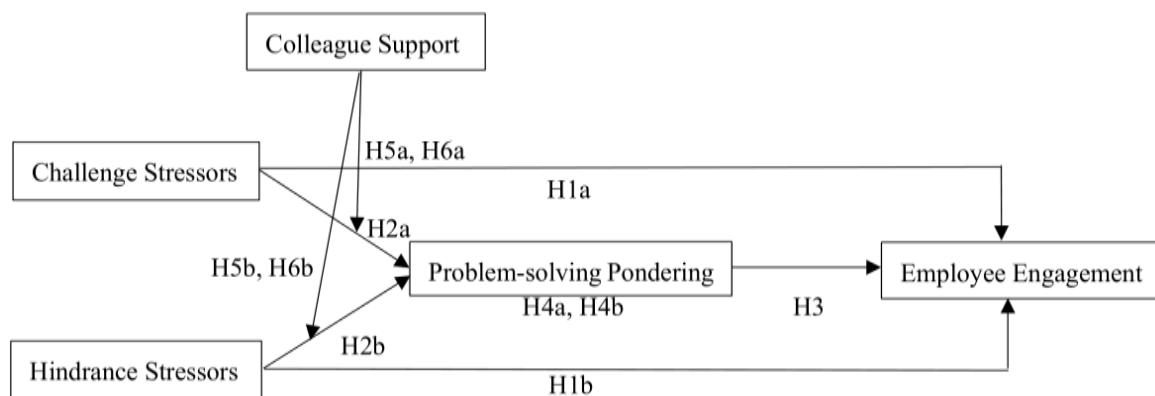 Colleague Support
H5a, H6a
Challenge Stressors
H1a
H2a
H5b, H6b
Problem-solving Pondering
Employee Engagement
H4a, H4b
H3
H2b
Hindrance Stressors
H1b